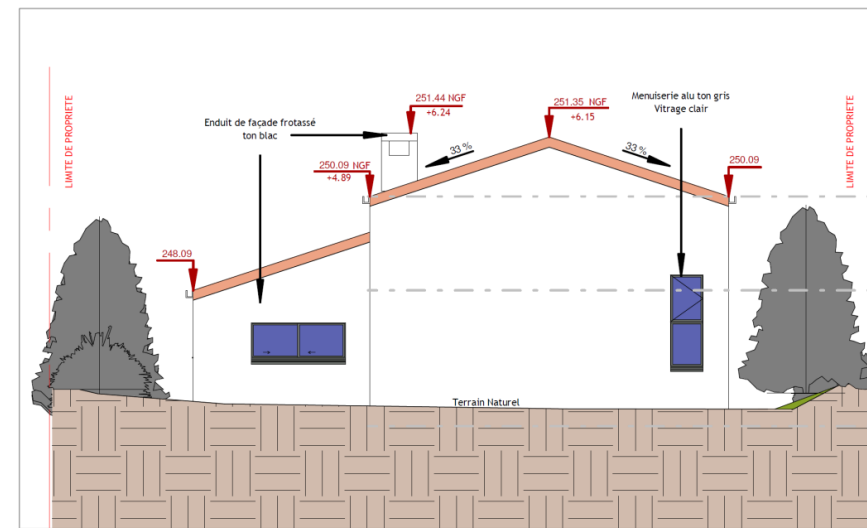 LIMITE DE PROPRIETE
Enduit de façade frotassé
ton blac
251.44 NGF
+6.24
251.35 NGF
+6.15
Menuiserie alu ton gris
Vitrage clair
LIMITE DE PROPRIETE
33 %
33 %
250.09 NGF
+4.89
250.09
248.09
Terrain Naturel